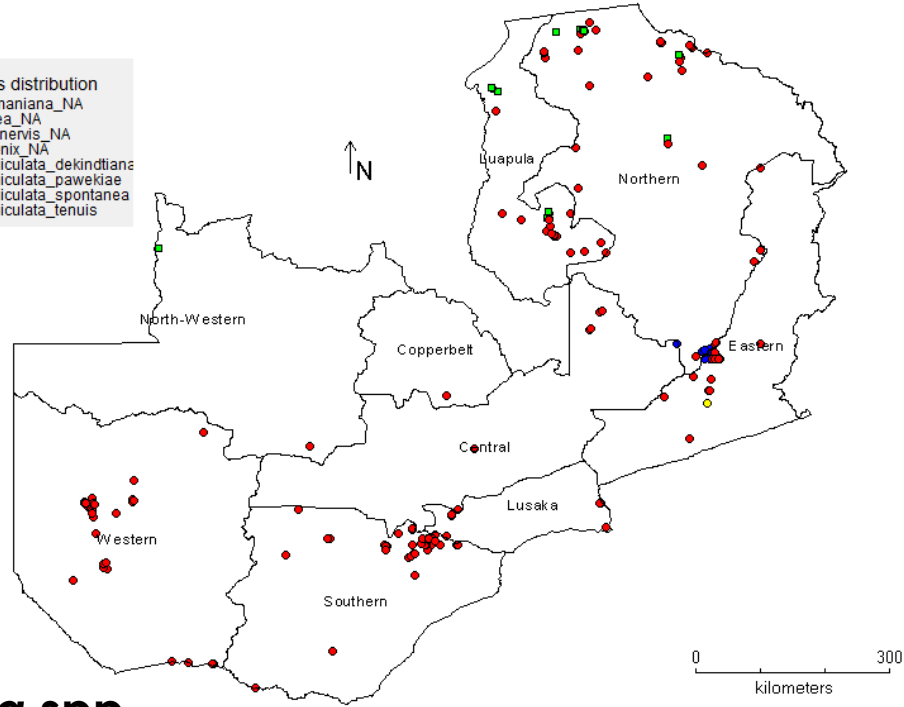 s distribution
naniana_NA
ea_NA
nervis_NA
nix_NA
iculata_dekindtiana
iculata_pawekiae
iculata_spontanea
iculata_tenuis
N
Luapula
Northern
North-Western
Copperbelt
Eastern
Central
Lusaka
Western
Southern
0 300
kilometers
a spp